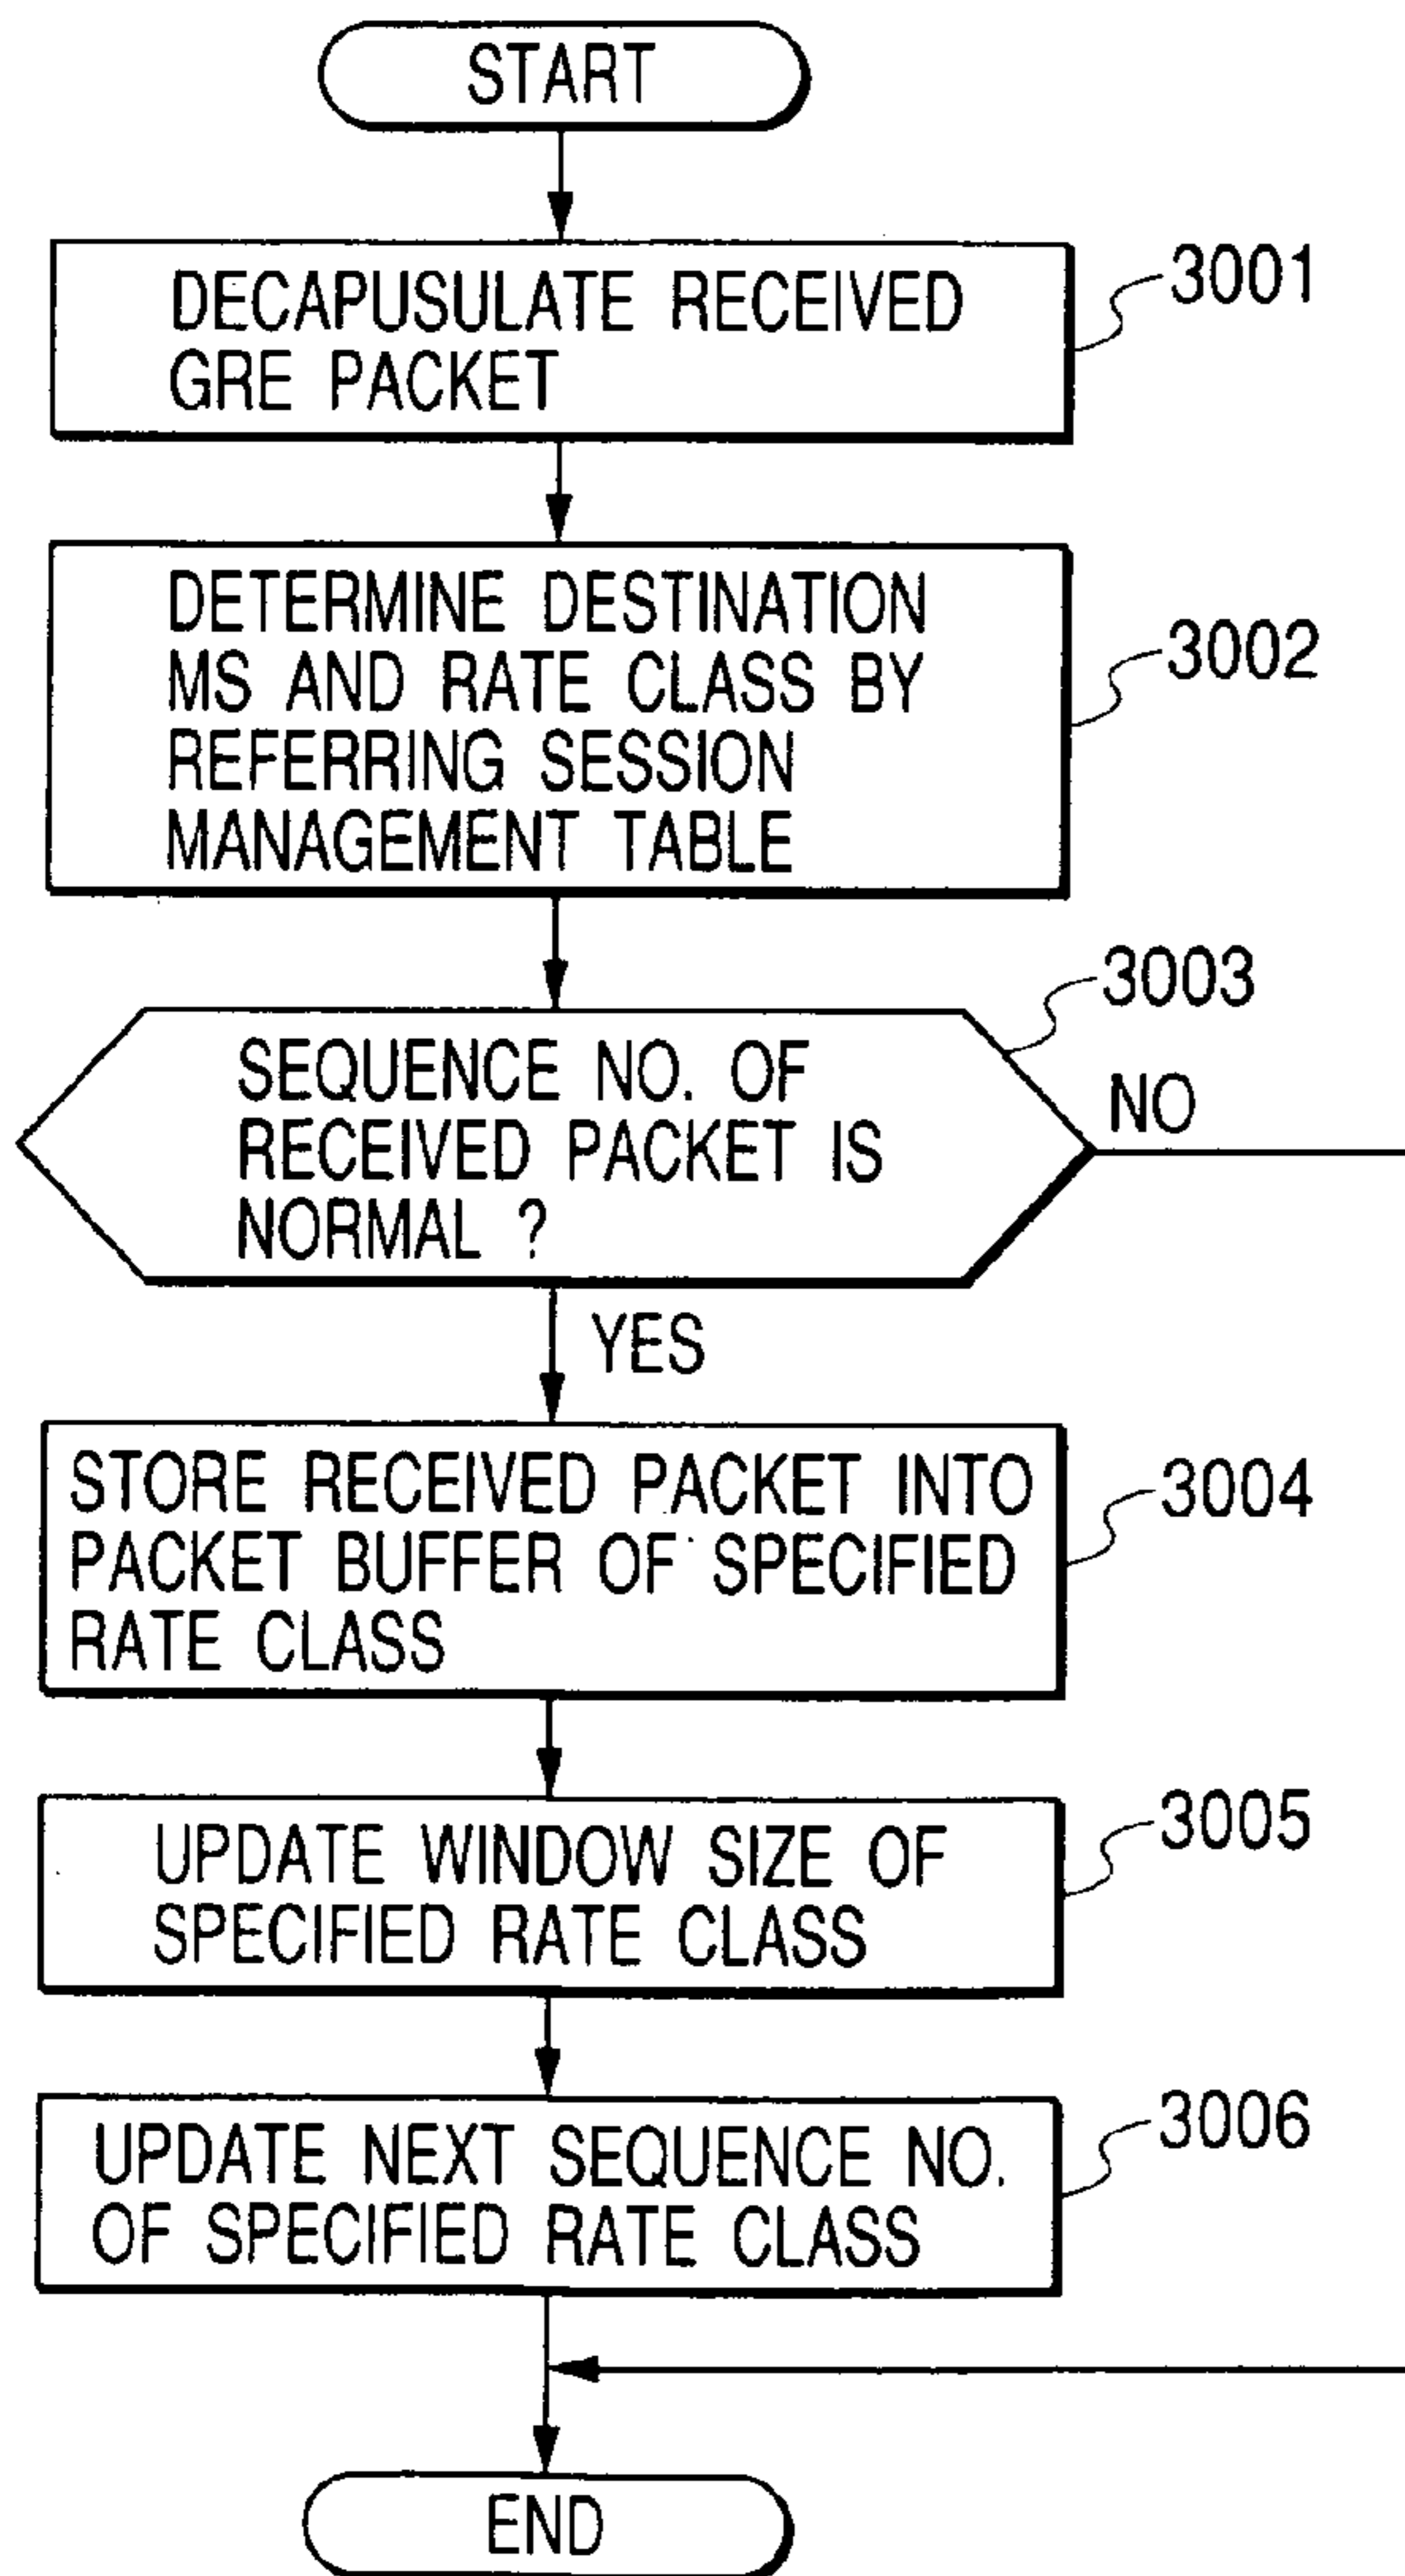 START
DECAPUSULATE RECEIVED
GRE PACKET
3001
DETERMINE DESTINATION
MS AND RATE CLASS BY
REFERRING SESSION
MANAGEMENT TABLE
3002
SEQUENCE NO. OF
RECEIVED PACKET IS
NORMAL ?
3003
NO
YES
STORE RECEIVED PACKET INTO
PACKET BUFFER OF SPECIFIED
RATE CLASS
3004
UPDATE WINDOW SIZE OF
SPECIFIED RATE CLASS
3005
UPDATE NEXT SEQUENCE NO.
OF SPECIFIED RATE CLASS
3006
END